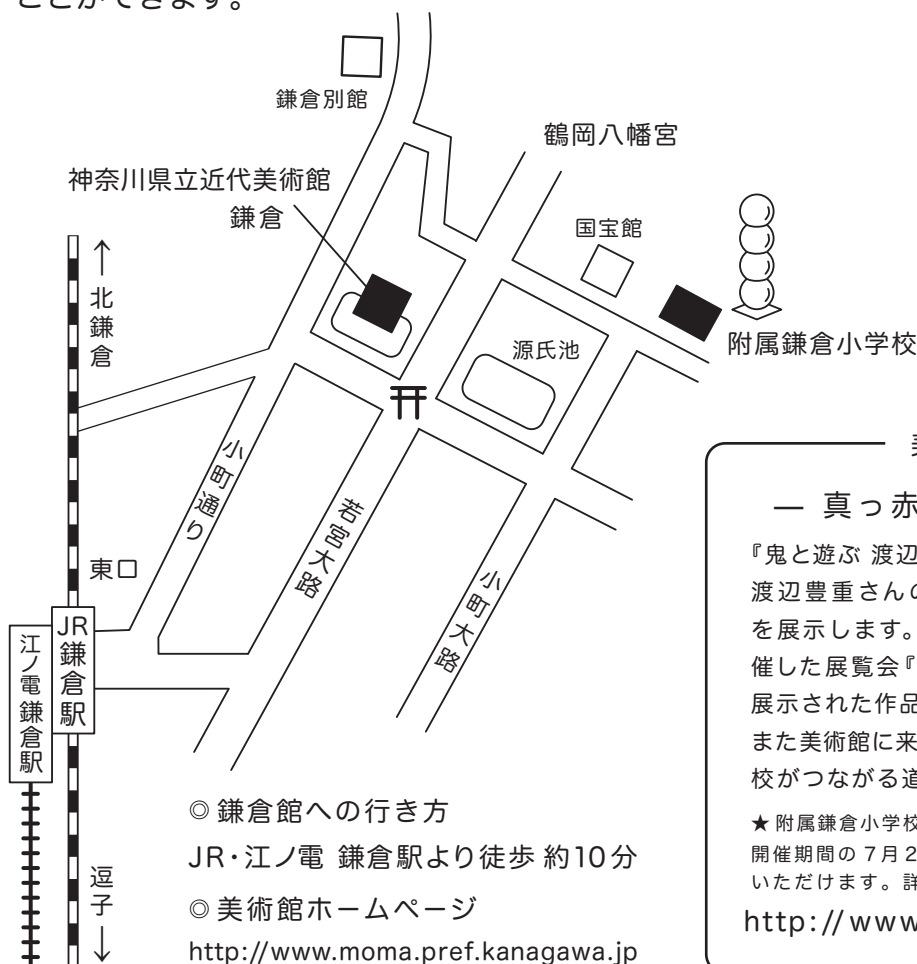 ことができます。
鎌倉別館
鶴岡八幡宮
神奈川県立近代美術館
鎌倉
国宝館
附属鎌倉小学校
源氏池
↑北鎌倉
小町通り
若宮大路
小町大路
東口
JR鎌倉駅
江ノ電鎌倉駅
逗子↓
◎ 鎌倉館への行き方
JR・江ノ電 鎌倉駅より徒歩 約10分
◎ 美術館ホームページ
http://www.moma.pref.kanagawa.jp
— 真っ赤
『鬼と遊ぶ 渡辺
渡辺豊重さんの
を展示します。
催した展覧会『
展示された作品
また美術館に来
校がつながる道
★ 附属鎌倉小学校
開催期間の 7月2
いただけます。詳
http://www